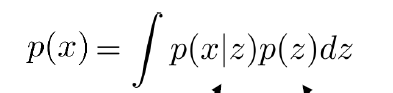 p(x) = ∫ p(x|z)p(z)dz